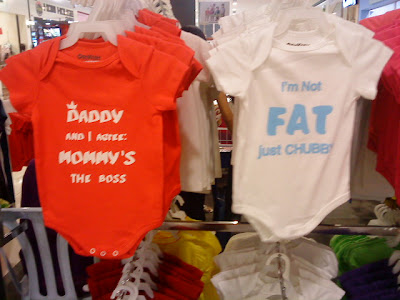 DADDY
AND I AGREE:
MOMMY'S
THE BOSS
I'm Not
FAT
just CHUBBY